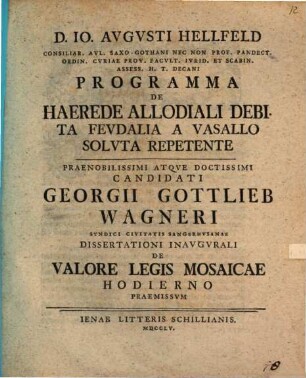 D. IO. AVGVSTI HELLFELD
CONSILIAR. AVL. SAXO-GOTHANI NEC NON PROF. PANDECT.
ORDIN. CVRIAE PROV. FACVLT. IVRID. ET SCABIN.
ASSESS. H. T. DECANI
PROGRAMMA
DE
HAEREDE ALLODIALI DEBI-
TA FEVDALIA A VASALLO
SOLVTA REPETENTE
PRAENOBILISSIMI ATQVE DOCTISSIMI
CANDIDATI
GEORGII GOTTLIEB
WAGNERI
SYNDICI CIVITATIS
DISSERTATIONI INAVGVRALI
DE
VALORE LEGIS MOSAICAE
HODIERNO
PRAEMISSVM
IENAE LITTERIS SCHILLIANIS.
MDCCLV.